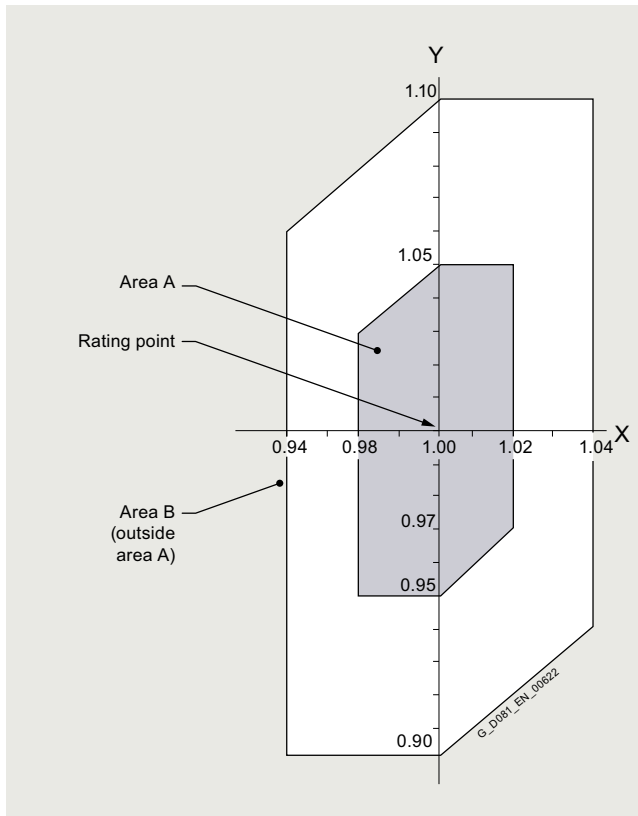 Y
1.10
1.05
Area A
Rating point
X
0.94 0.98 1.00 1.02 1.04
Area B
(outside
area A)
0.97
0.95
0.90
G_D081_EN_00622